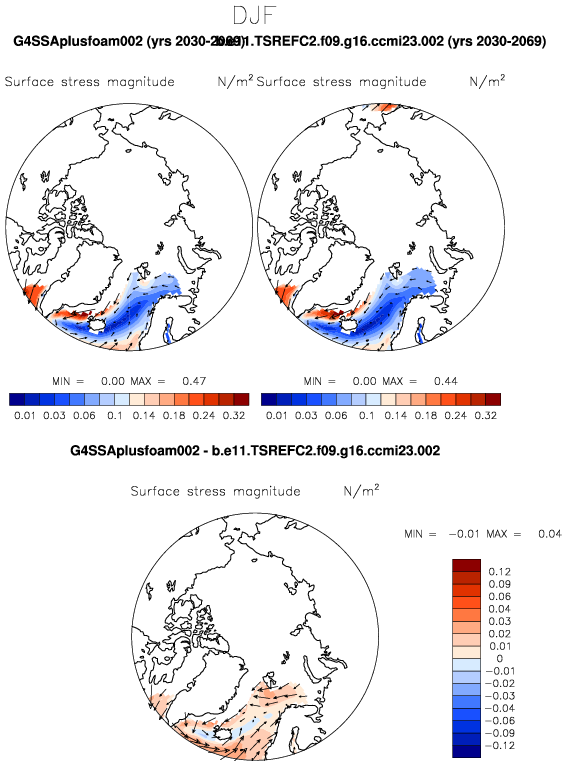 DJF
G4SSAplusfoam002 (yrs 2030-2069) b.e11.TSREFC2.f09.g16.ccmi23.002 (yrs 2030-2069)
Surface stress magnitude N/m² Surface stress magnitude N/m²
MIN = 0.00 MAX = 0.47 MIN = 0.00 MAX = 0.44
0.01 0.03 0.06 0.1 0.14 0.18 0.24 0.32 0.01 0.03 0.06 0.1 0.14 0.18 0.24 0.32
G4SSAplusfoam002 - b.e11.TSREFC2.f09.g16.ccmi23.002
Surface stress magnitude N/m²
MIN = -0.01 MAX = 0.04
0.12
0.09
0.06
0.04
0.03
0.02
0.01
0
-0.01
-0.02
-0.03
-0.04
-0.06
-0.09
-0.12